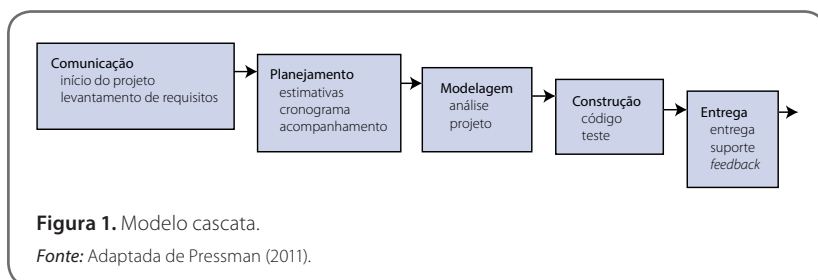 Comunicação
início do projeto
levantamento de requisitos
Planejamento
estimativas
cronograma
acompanhamento
Modelagem
análise
projeto
Construção
código
teste
Entrega
entrega
suporte
feedback
Figura 1. Modelo cascata.
Fonte: Adaptada de Pressman (2011).